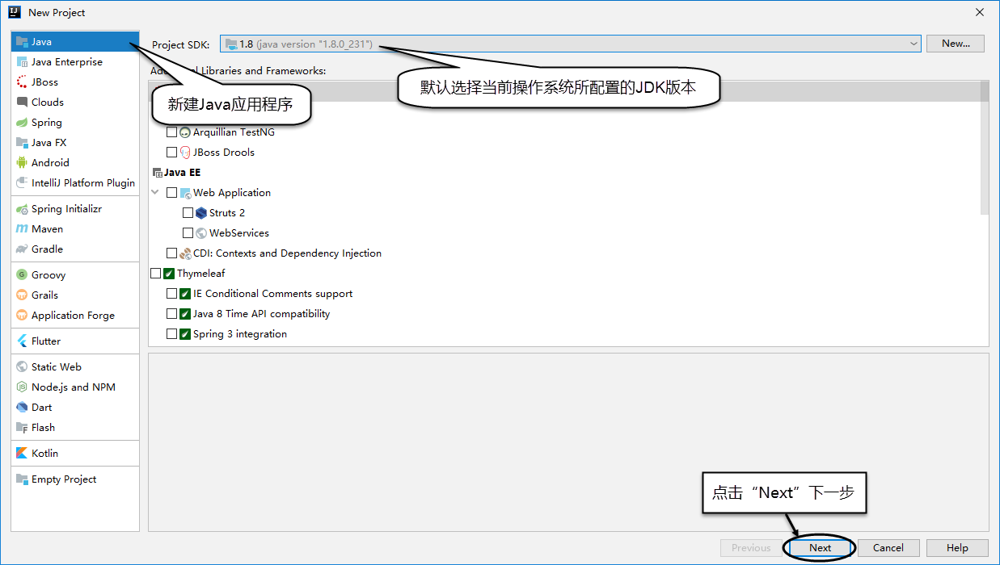 New Project
Java
Java Enterprise
JBoss
Clouds
Spring
Java FX
Android
IntelliJ Platform Plugin
Spring Initializr
Maven
Gradle
Groovy
Grails
Application Forge
Flutter
Static Web
Node.js and NPM
Dart
Flash
Kotlin
Empty Project
Project SDK: 1.8 (java version "1.8.0_231") New...
Libraries and Frameworks:
新建Java应用程序
默认选择当前操作系统所配置的JDK版本
Arquillian TestNG
JBoss Drools
Java EE
Web Application
Struts 2
WebServices
CDI: Contexts and Dependency Injection
Thymeleaf
IE Conditional Comments support
Java 8 Time API compatibility
Spring 3 integration
点击“Next”下一步
Previous Next Cancel Help